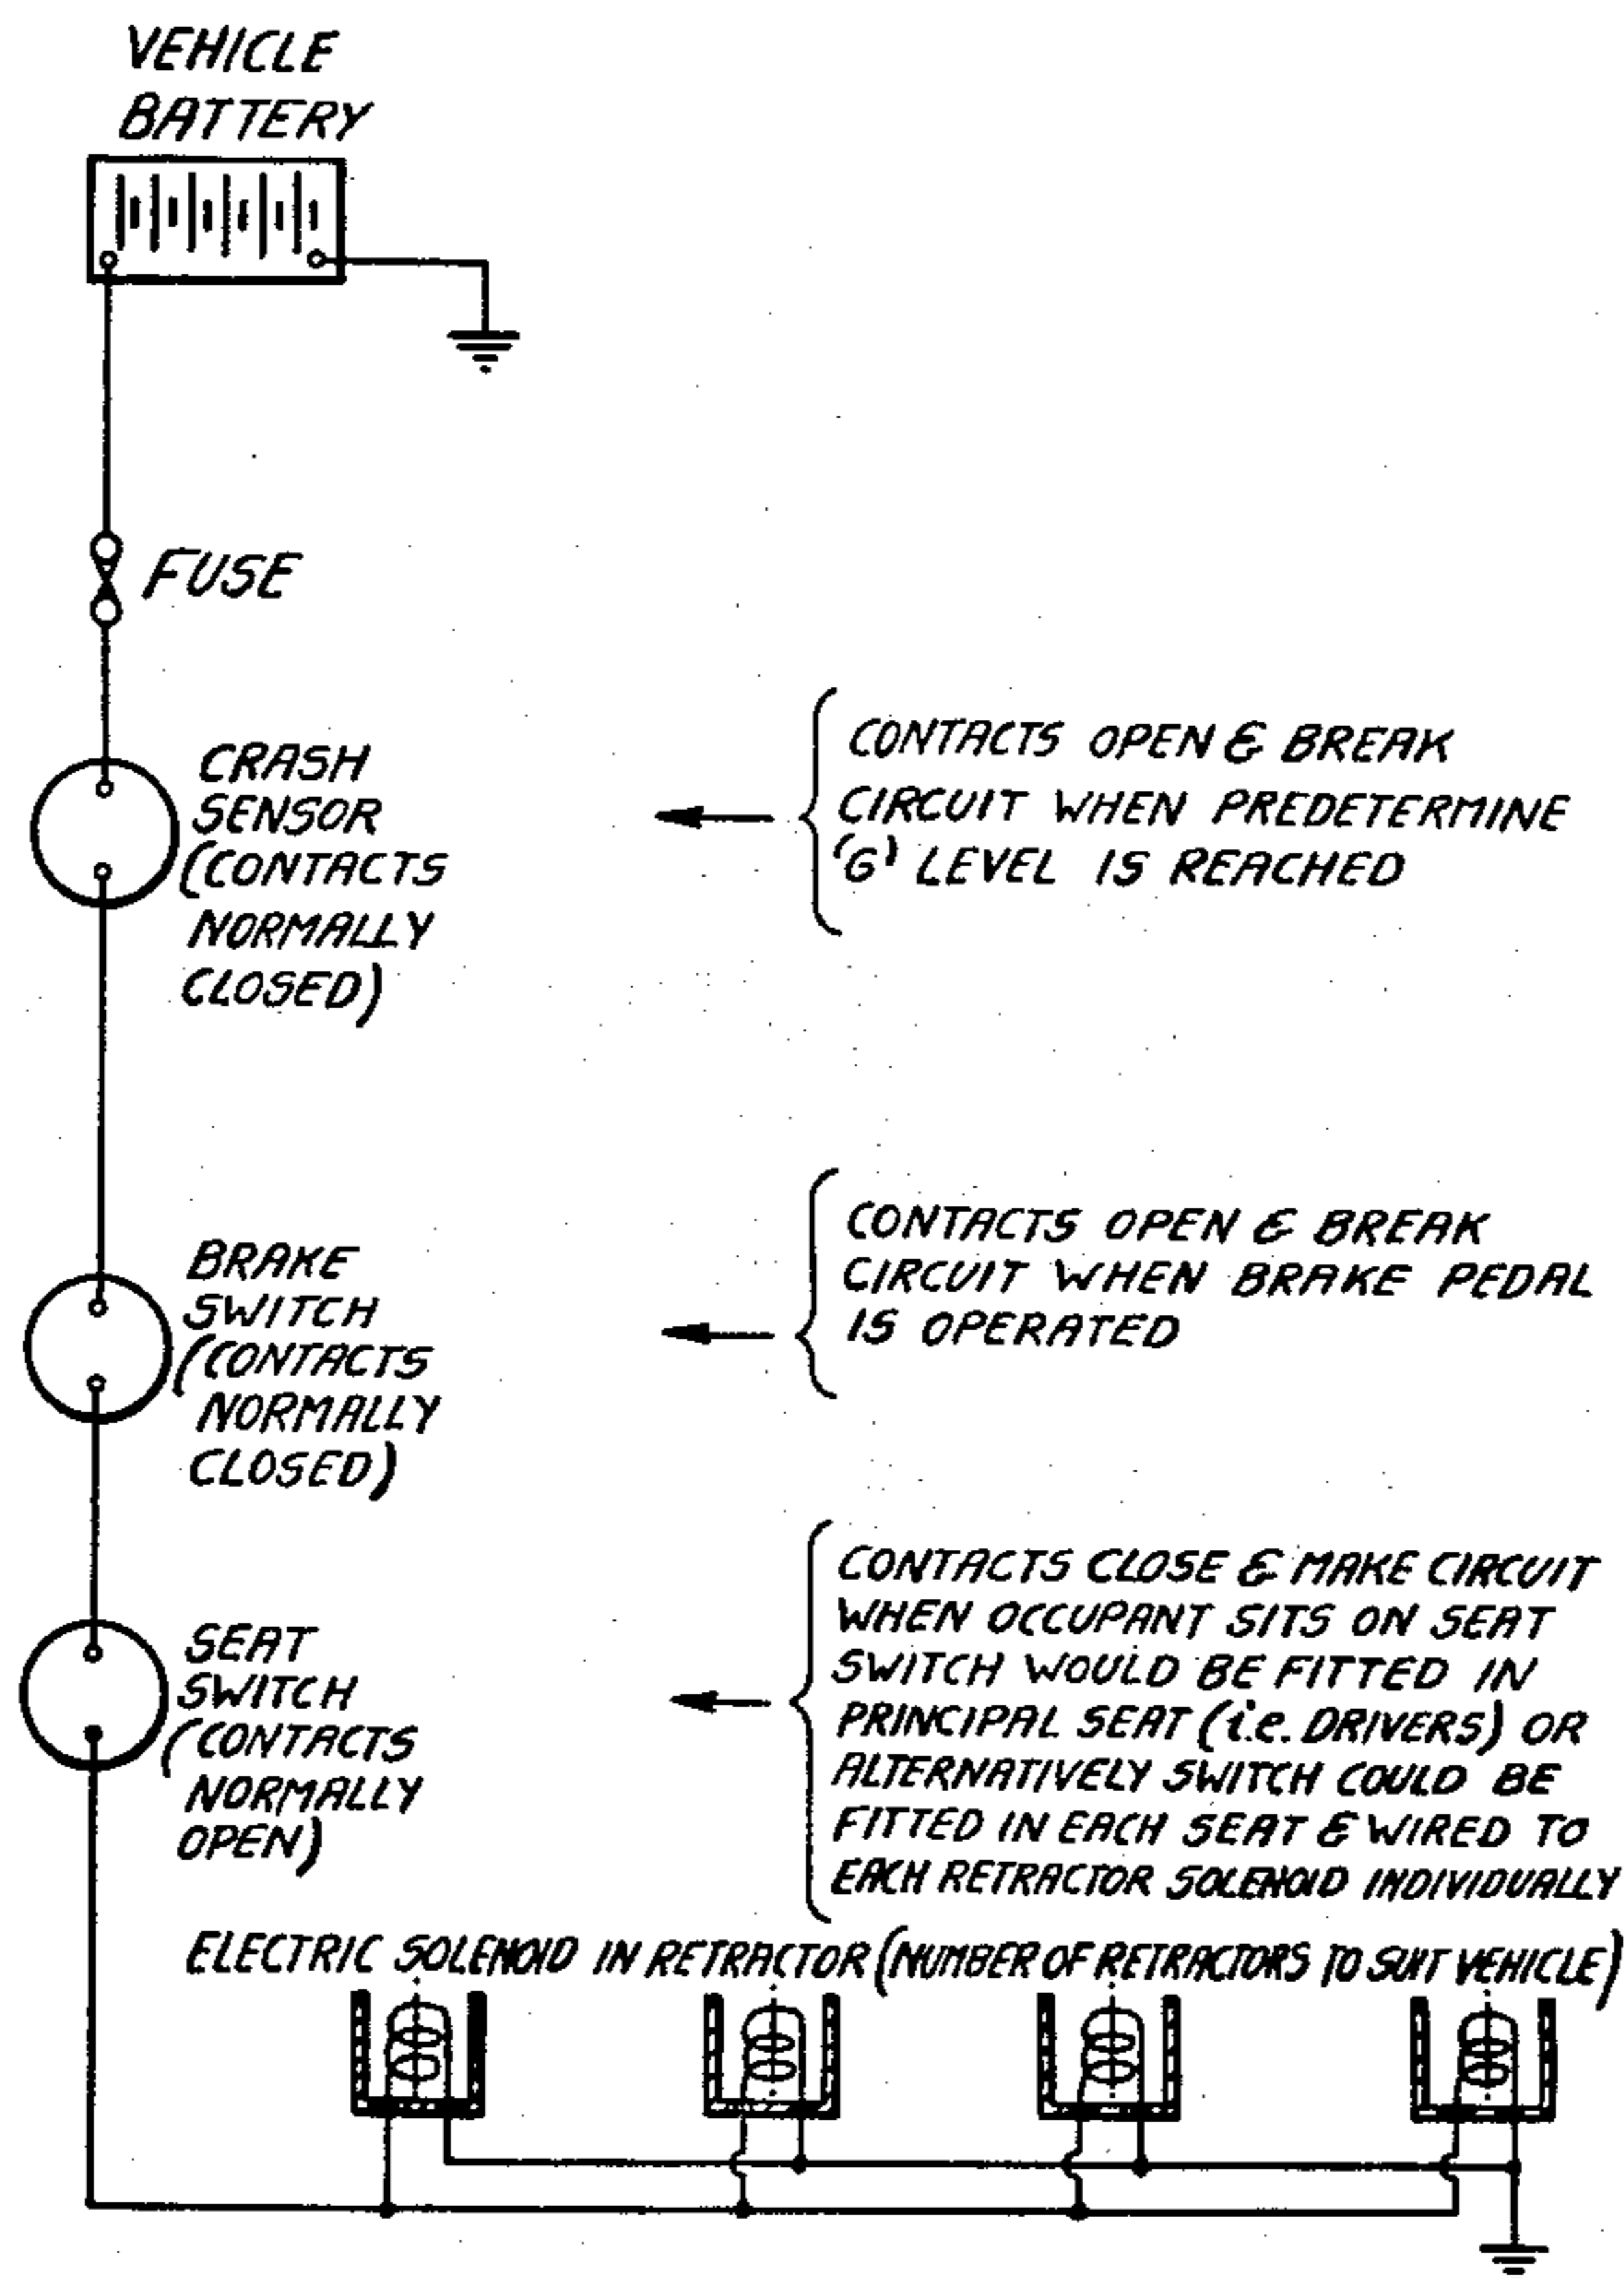 VEHICLE
BATTERY
FUSE
CRASH
SENSOR
(CONTACTS
NORMALLY
CLOSED)
CONTACTS OPEN & BREAK
CIRCUIT WHEN PREDETERMINE
'G' LEVEL IS REACHED
BRAKE
SWITCH
(CONTACTS
NORMALLY
CLOSED)
CONTACTS OPEN & BREAK
CIRCUIT WHEN BRAKE PEDAL
IS OPERATED
SEAT
SWITCH
(CONTACTS
NORMALLY
OPEN)
CONTACTS CLOSE & MAKE CIRCUIT
WHEN OCCUPANT SITS ON SEAT
SWITCH WOULD BE FITTED IN
PRINCIPAL SEAT (i.e. DRIVERS) OR
ALTERNATIVELY SWITCH COULD BE
FITTED IN EACH SEAT & WIRED TO
EACH RETRACTOR SOLENOID INDIVIDUALLY
ELECTRIC SOLENOID IN RETRACTOR (NUMBER OF RETRACTORS TO SUIT VEHICLE)